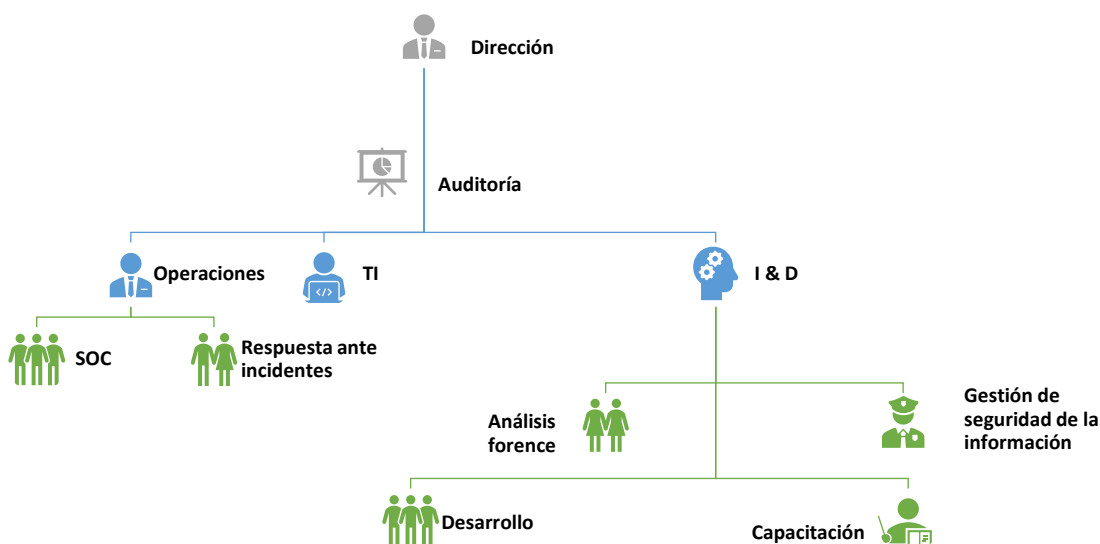 Dirección
Auditoría
Operaciones
TI
I & D
SOC
Respuesta ante
incidentes
Análisis
forence
Gestión de
seguridad de la
información
Desarrollo
Capacitación